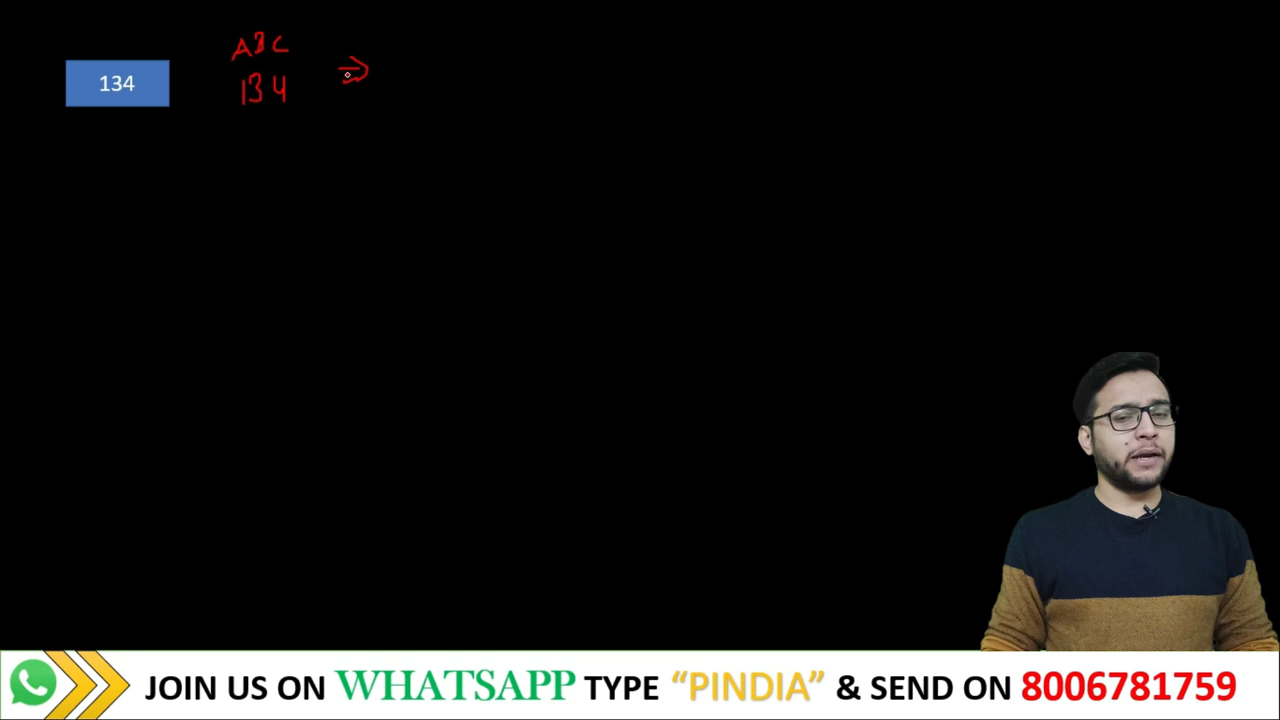 134
ABC
134
JOIN US ON WHATSAPP TYPE “PINDIA” & SEND ON 8006781759